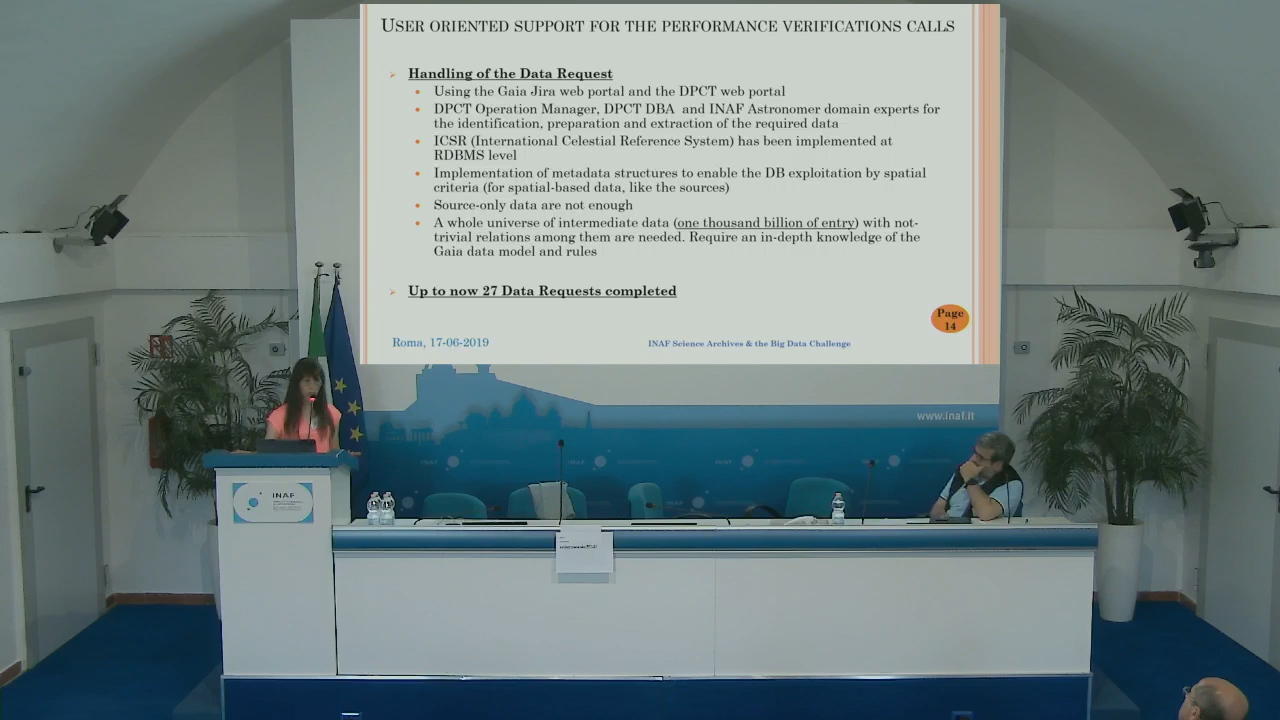 USER ORIENTED SUPPORT FOR THE PERFORMANCE VERIFICATIONS CALLS
Handling of the Data Request
Using the Gaia Jira web portal and the DPCT web portal
DPCT Operation Manager, DPCT DBA and INAF Astronomer domain experts for
the identification, preparation and extraction of the required data
ICSR (International Celestial Reference System) has been implemented at
RDBMS level
Implementation of metadata structures to enable the DB exploitation by spatial
criteria (for spatial-based data, like the sources)
Source-only data are not enough
A whole universe of intermediate data (one thousand billion of entry) with not-
trivial relations among them are needed. Require an in-depth knowledge of the
Gaia data model and rules
Up to now 27 Data Requests completed
Page
14
Roma, 17-06-2019
INAF Science Archives & the Big Data Challenge
www.inaf.it
INAF